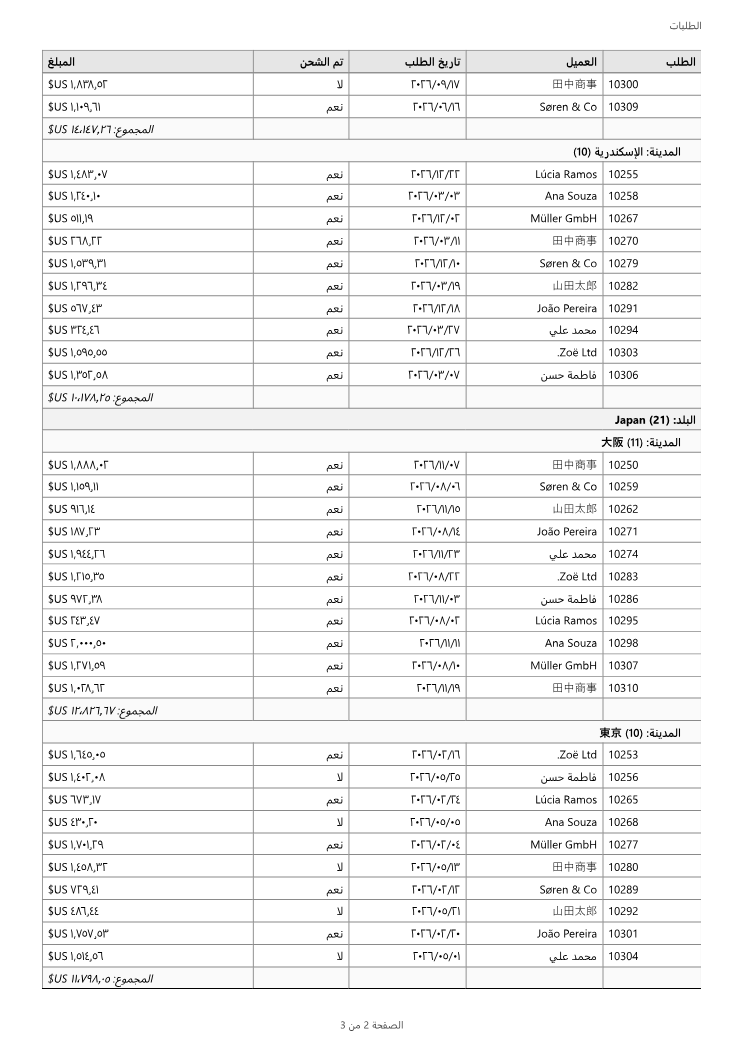 الطلبات
الطلب العميل تاريخ الطلب تم الشحن المبلغ
10300 田中商事 ٢٠٢٦/٠٩/١٧ لا ١,٨٣٨,٥٢ US$
10309 Søren & Co ٢٠٢٦/٠٦/١٦ نعم ١,١٠٩,٦١ US$
المجموع: ١٤,١٤٧,٢٦ US$
المدينة: الإسكندرية (10)
10255 Lúcia Ramos ٢٠٢٦/١٢/٢٢ نعم ١,٤٨٣,٠٧ US$
10258 Ana Souza ٢٠٢٦/٠٣/٠٣ نعم ١,٢٤٠,١٠ US$
10267 Müller GmbH ٢٠٢٦/١٢/٠٢ نعم ٥١١,١٩ US$
10270 田中商事 ٢٠٢٦/٠٣/١١ نعم ٢٦٨,٢٢ US$
10279 Søren & Co ٢٠٢٦/١٢/١٠ نعم ١,٥٣٩,٣١ US$
10282 山田太郎 ٢٠٢٦/٠٣/١٩ نعم ١,٢٩٦,٣٤ US$
10291 João Pereira ٢٠٢٦/١٢/١٨ نعم ٥٦٧,٤٣ US$
10294 محمد علي ٢٠٢٦/٠٣/٢٧ نعم ٣٢٤,٤٦ US$
10303 Zoë Ltd. ٢٠٢٦/١٢/٢٦ نعم ١,٥٩٥,٥٥ US$
10306 فاطمة حسن ٢٠٢٦/٠٣/٠٧ نعم ١,٣٥٢,٥٨ US$
المجموع: ١٠,١٧٨,٢٥ US$
البلد: Japan (21)
المدينة: 大阪 (11)
10250 田中商事 ٢٠٢٦/١١/٠٧ نعم ١,٨٨٨,٠٢ US$
10259 Søren & Co ٢٠٢٦/٠٨/٠٦ نعم ١,١٥٩,١١ US$
10262 山田太郎 ٢٠٢٦/١١/١٥ نعم ٩١٦,١٤ US$
10271 João Pereira ٢٠٢٦/٠٨/١٤ نعم ١٨٧,٢٣ US$
10274 محمد علي ٢٠٢٦/١١/٢٣ نعم ١,٩٤٤,٢٦ US$
10283 Zoë Ltd. ٢٠٢٦/٠٨/٢٢ نعم ١,٢١٥,٣٥ US$
10286 فاطمة حسن ٢٠٢٦/١١/٠٣ نعم ٩٧٢,٣٨ US$
10295 Lúcia Ramos ٢٠٢٦/٠٨/٠٢ نعم ٢٤٣,٤٧ US$
10298 Ana Souza ٢٠٢٦/١١/١١ نعم ٢,٠٠٠,٥٠ US$
10307 Müller GmbH ٢٠٢٦/٠٨/١٠ نعم ١,٢٧١,٥٩ US$
10310 田中商事 ٢٠٢٦/١١/١٩ نعم ١,٠٢٨,٦٢ US$
المجموع: ١٢,٨٢٦,٦٧ US$
المدينة: 東京 (10)
10253 Zoë Ltd. ٢٠٢٦/٠٢/١٦ نعم ١,٦٤٥,٠٥ US$
10256 فاطمة حسن ٢٠٢٦/٠٥/٢٥ لا ١,٤٠٢,٠٨ US$
10265 Lúcia Ramos ٢٠٢٦/٠٢/٢٤ نعم ٦٧٣,١٧ US$
10268 Ana Souza ٢٠٢٦/٠٥/٠٥ لا ٤٣٠,٢٠ US$
10277 Müller GmbH ٢٠٢٦/٠٢/٠٤ نعم ١,٧٠١,٢٩ US$
10280 田中商事 ٢٠٢٦/٠٥/١٣ لا ١,٤٥٨,٣٢ US$
10289 Søren & Co ٢٠٢٦/٠٢/١٢ نعم ٧٢٩,٤١ US$
10292 山田太郎 ٢٠٢٦/٠٥/٢١ لا ٤٨٦,٤٤ US$
10301 João Pereira ٢٠٢٦/٠٢/٢٠ نعم ١,٧٥٧,٥٣ US$
10304 محمد علي ٢٠٢٦/٠٥/٠١ لا ١,٥١٤,٥٦ US$
المجموع: ١١,٧٩٨,٠٥ US$
الصفحة 2 من 3